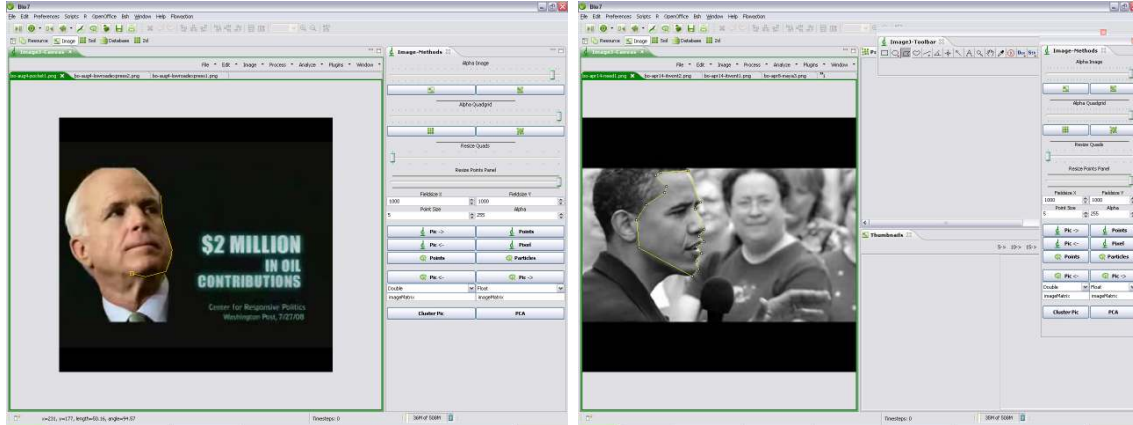 Bio7
File Edit Preferences Scripts R OpenOffice Bsh Window Help Flowaction
Resource Image Soil Database 2d
ImageJ-Canvas
File Edit Image Process Analyze Plugins Window
$2 MILLION
IN OIL
CONTRIBUTIONS
Center for Responsive Politics
Washington Post, 7/27/08
Image-Methods
Alpha Image
Alpha Quadgrid
Resize Quads
Resize Points Panel
Fieldsize X Fieldsize Y
1000 1000
Point Size Alpha
5 255
Pic -> Points
Pic <- Pixel
Points Particles
Pic <- Pic ->
Double Float
imageMatrix imageMatrix
Cluster Pic PCA
Timesteps: 0
Bio7
File Edit Preferences Scripts R OpenOffice Bsh Window Help Flowaction
Resource Image Soil Database 2d
ImageJ-Canvas
File Edit Image Process Analyze Plugins Window
ImageJ-Toolbar
Thumbnails
Image-Methods
Alpha Image
Alpha Quadgrid
Resize Quads
Resize Points Panel
Fieldsize X Fieldsize Y
1000 1000
Point Size Alpha
5 255
Pic -> Points
Pic <- Pixel
Points Particles
Pic <- Pic ->
Double Float
imageMatrix imageMatrix
Cluster Pic PCA
Timesteps: 0